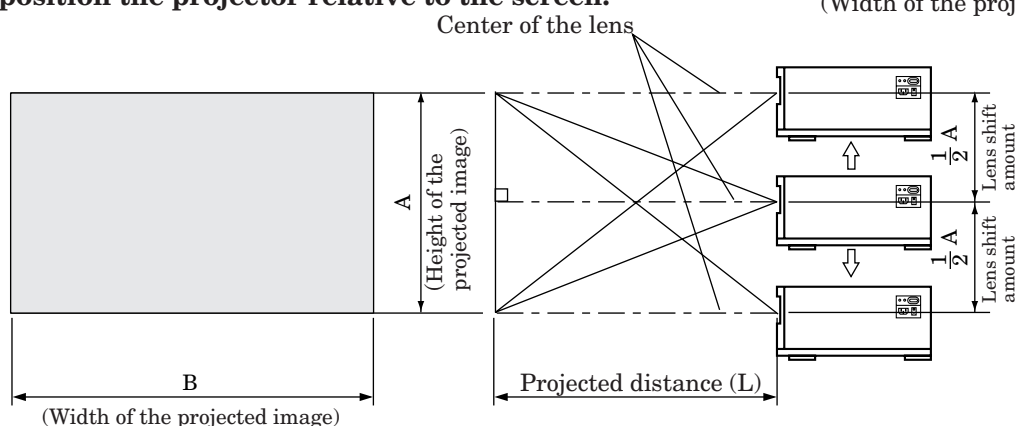 position the projector relative to the screen.
(Width of the proj
Center of the lens
A
(Height of the
projected image)
1/2 A
Lens shift
amount
1/2 A
Lens shift
amount
B
(Width of the projected image)
Projected distance (L)